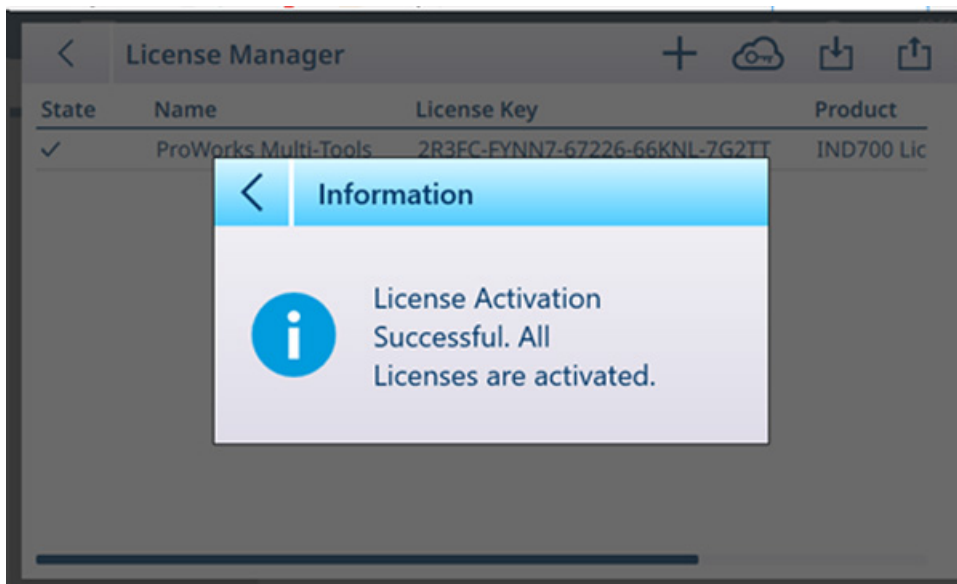 License Manager
State Name License Key Product
ProWorks Multi-Tools 2R3FC-FYNN7-67226-66KNL-7G2TT IND700 Lic
Information
License Activation
Successful. All
Licenses are activated.